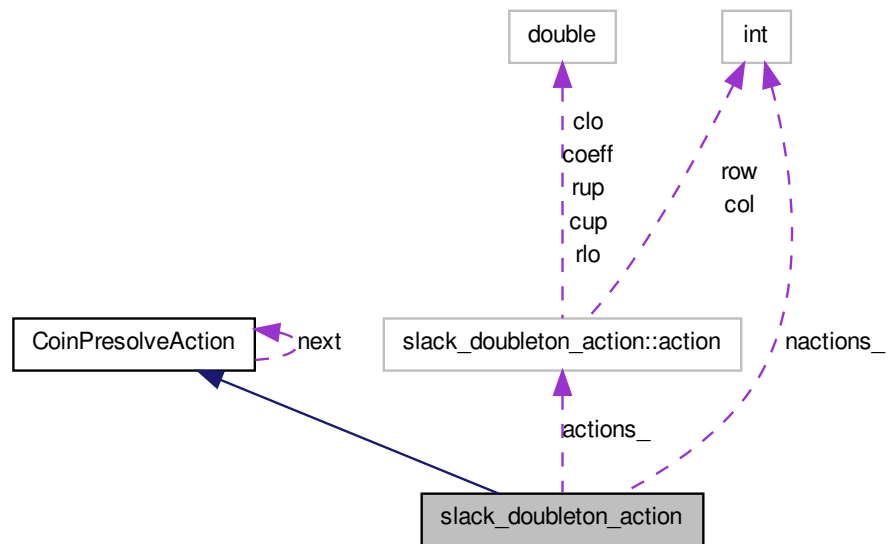 double
int
clo
coeff
rup
cup
rlo
row
col
CoinPresolveAction
next
slack_doubleton_action::action
nactions_
actions_
slack_doubleton_action